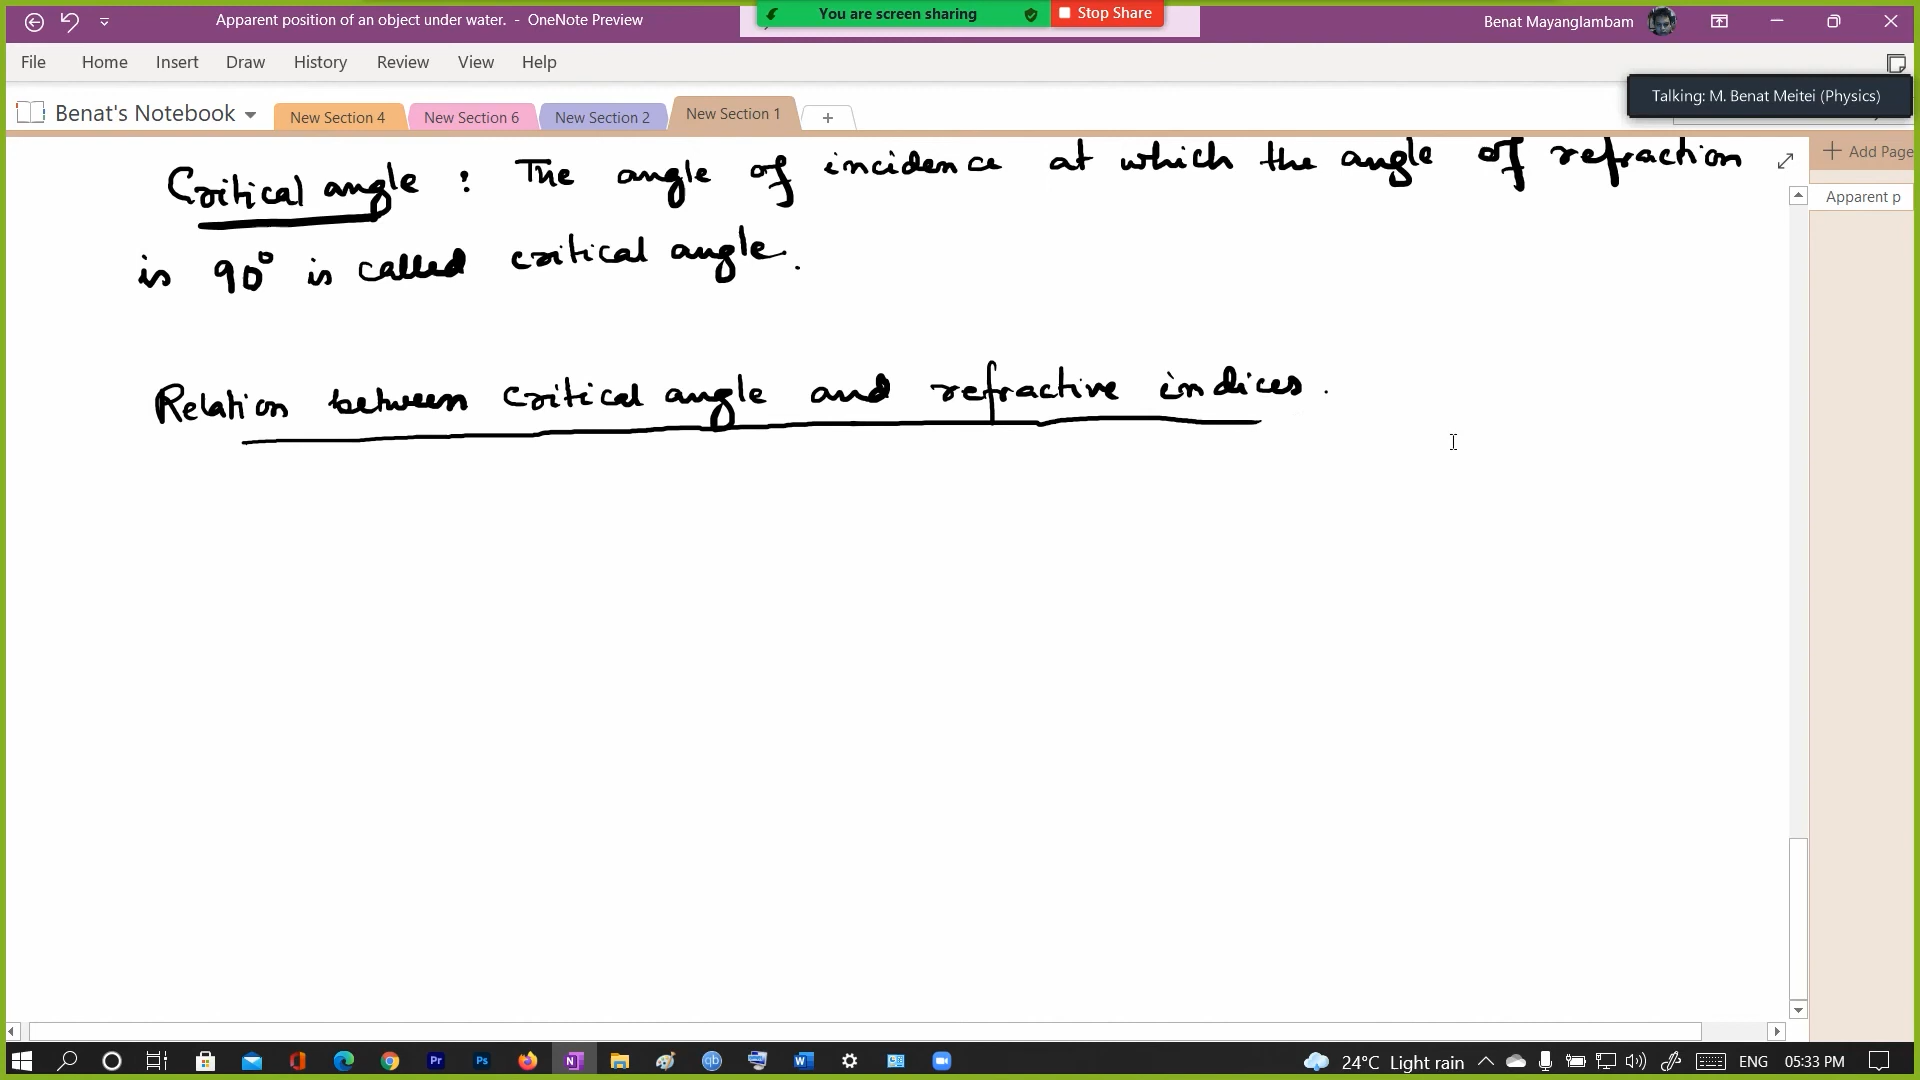 Apparent position of an object under water. - OneNote Preview
You are screen sharing
Stop Share
Benat Mayanglambam
File Home Insert Draw History Review View Help
Talking: M. Benat Meitei (Physics)
Benat's Notebook
New Section 4
New Section 6
New Section 2
New Section 1
+
Add Page
Apparent p
Critical angle : The angle of incidence at which the angle of refraction
is 90° is called critical angle.
Relation between critical angle and refractive indices.
24°C Light rain
ENG
05:33 PM